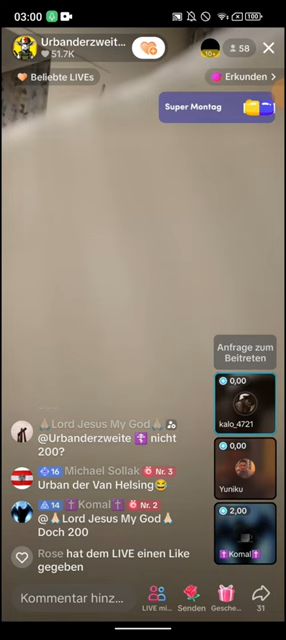 03:00
100
Urbanderzweit...
51.7K
10+
58
Beliebte LIVEs
Erkunden >
Super Montag
Anfrage zum
Beitreten
0,00
kalo_4721
🙏🏼Lord Jesus My God🙏🏼
@Urbanderzweite ✝️ nicht
200?
0,00
Yuniku
16 Michael Sollak Nr. 3
Urban der Van Helsing😂
14 ✝️Komal✝️ Nr. 2
@🙏🏼Lord Jesus My God🙏🏼
Doch 200
2,00
✝️Komal✝️
Rose hat dem LIVE einen Like
gegeben
Kommentar hinz...
LIVE mi...
Senden
Gesche...
31